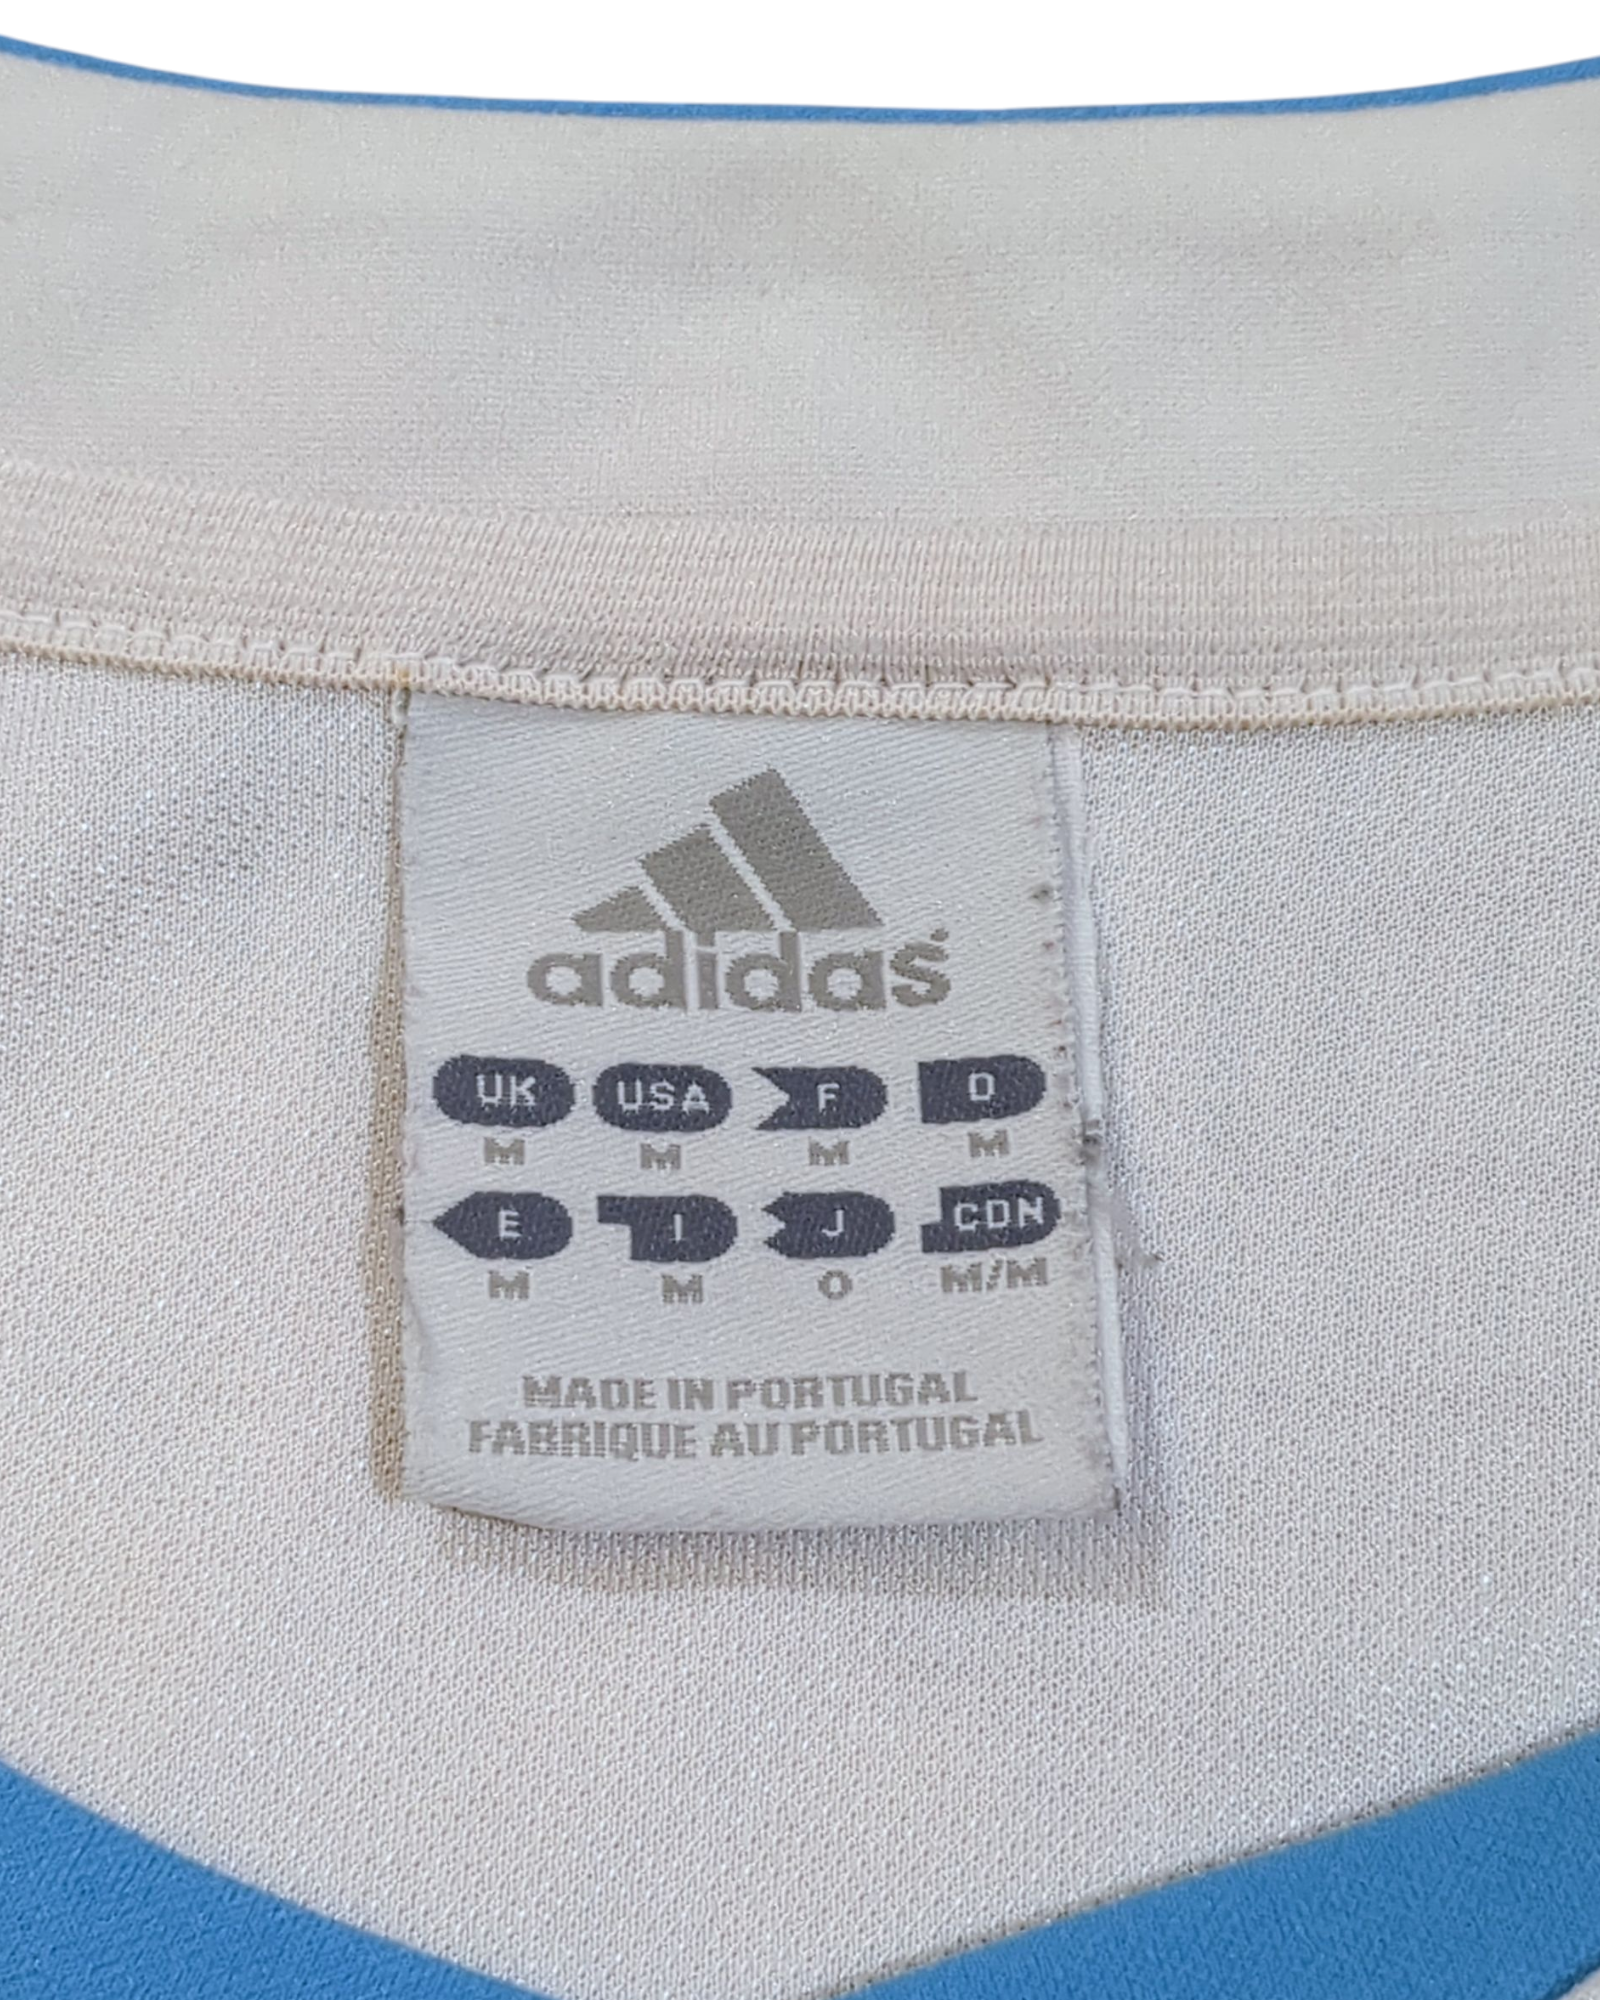 adidas
UK USA F D
M M M M
E I J CDN
M M O M/M
MADE IN PORTUGAL
FABRIQUE AU PORTUGAL